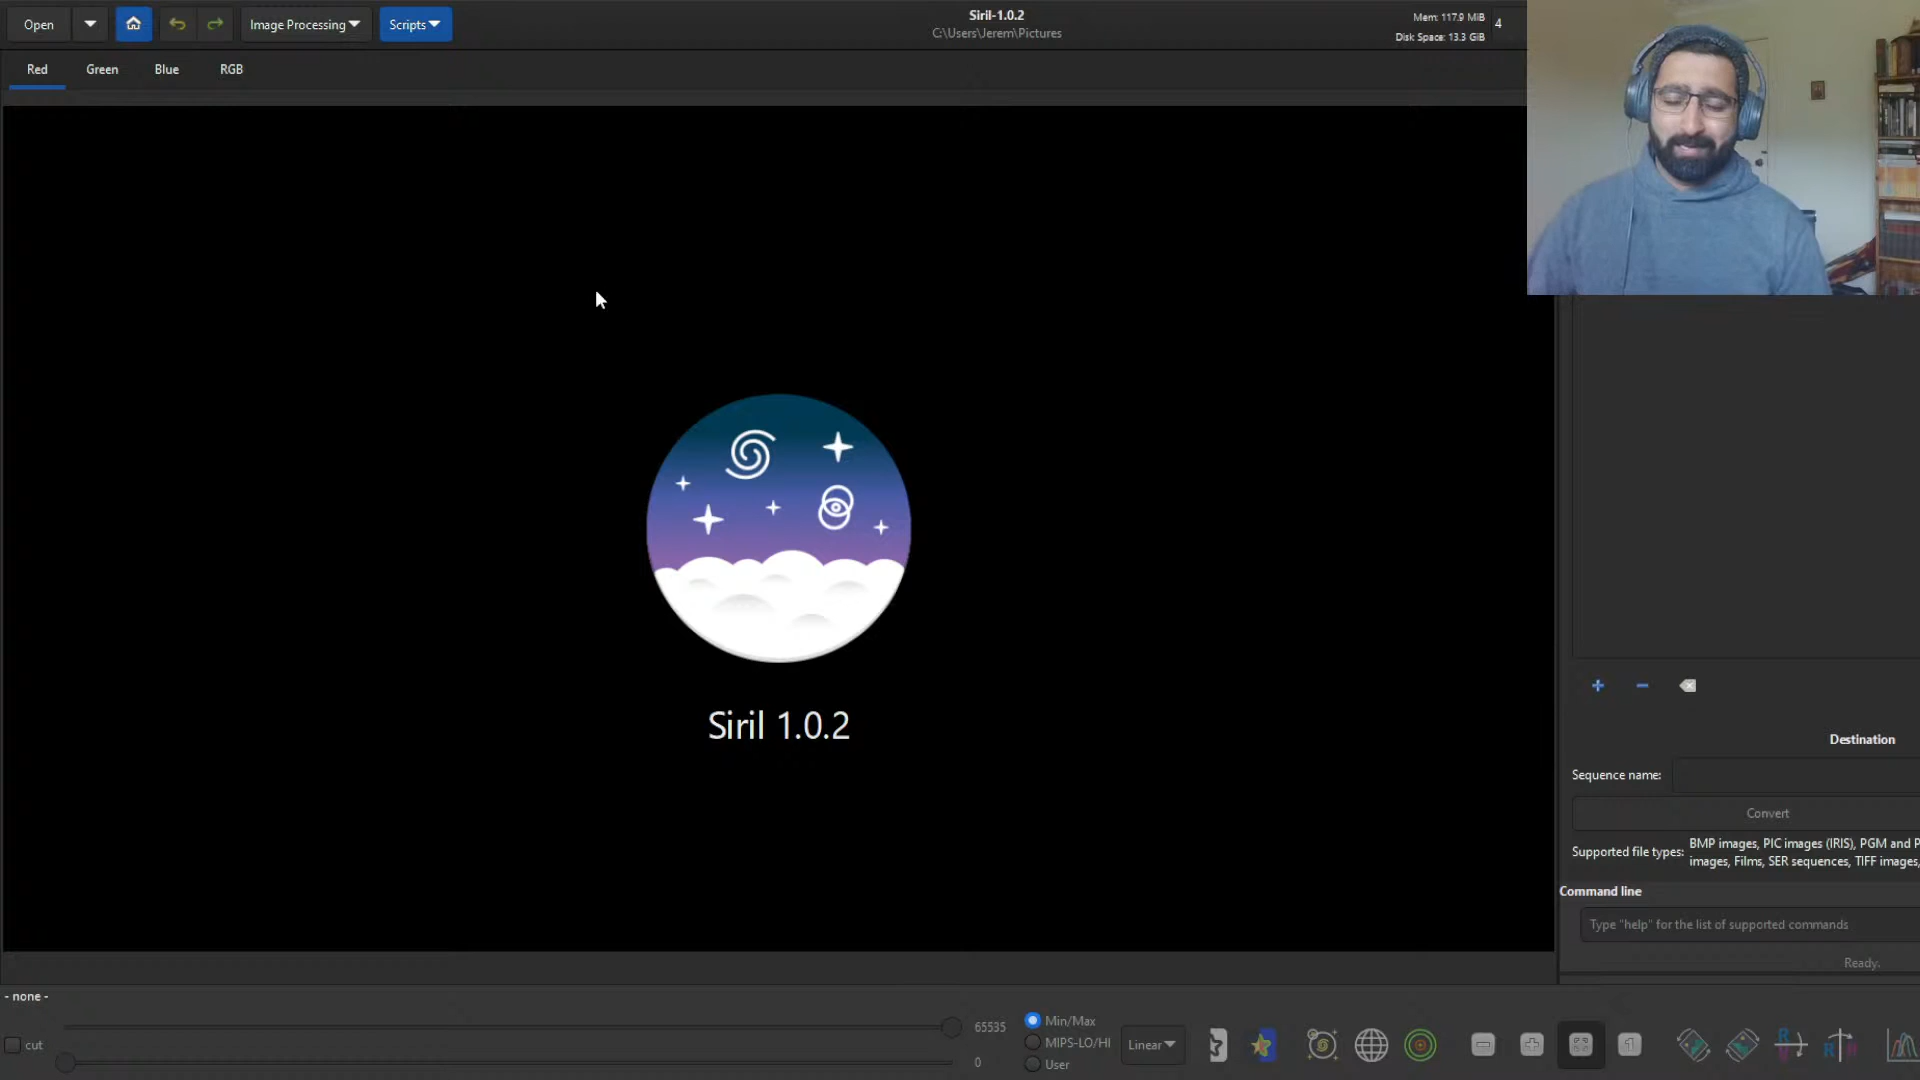 Open
Image Processing
Scripts
Siril-1.0.2
C:\Users\Jerem\Pictures
Mem: 117.9 MiB
Disk Space: 13.3 GiB
4
Red
Green
Blue
RGB
Siril 1.0.2
Destination
Sequence name:
Convert
Supported file types:
BMP images, PIC images (IRIS), PGM and P
images, Films, SER sequences, TIFF images,
Command line
Type "help" for the list of supported commands
Ready.
- none -
cut
65535
0
Min/Max
MIPS-LO/HI
User
Linear